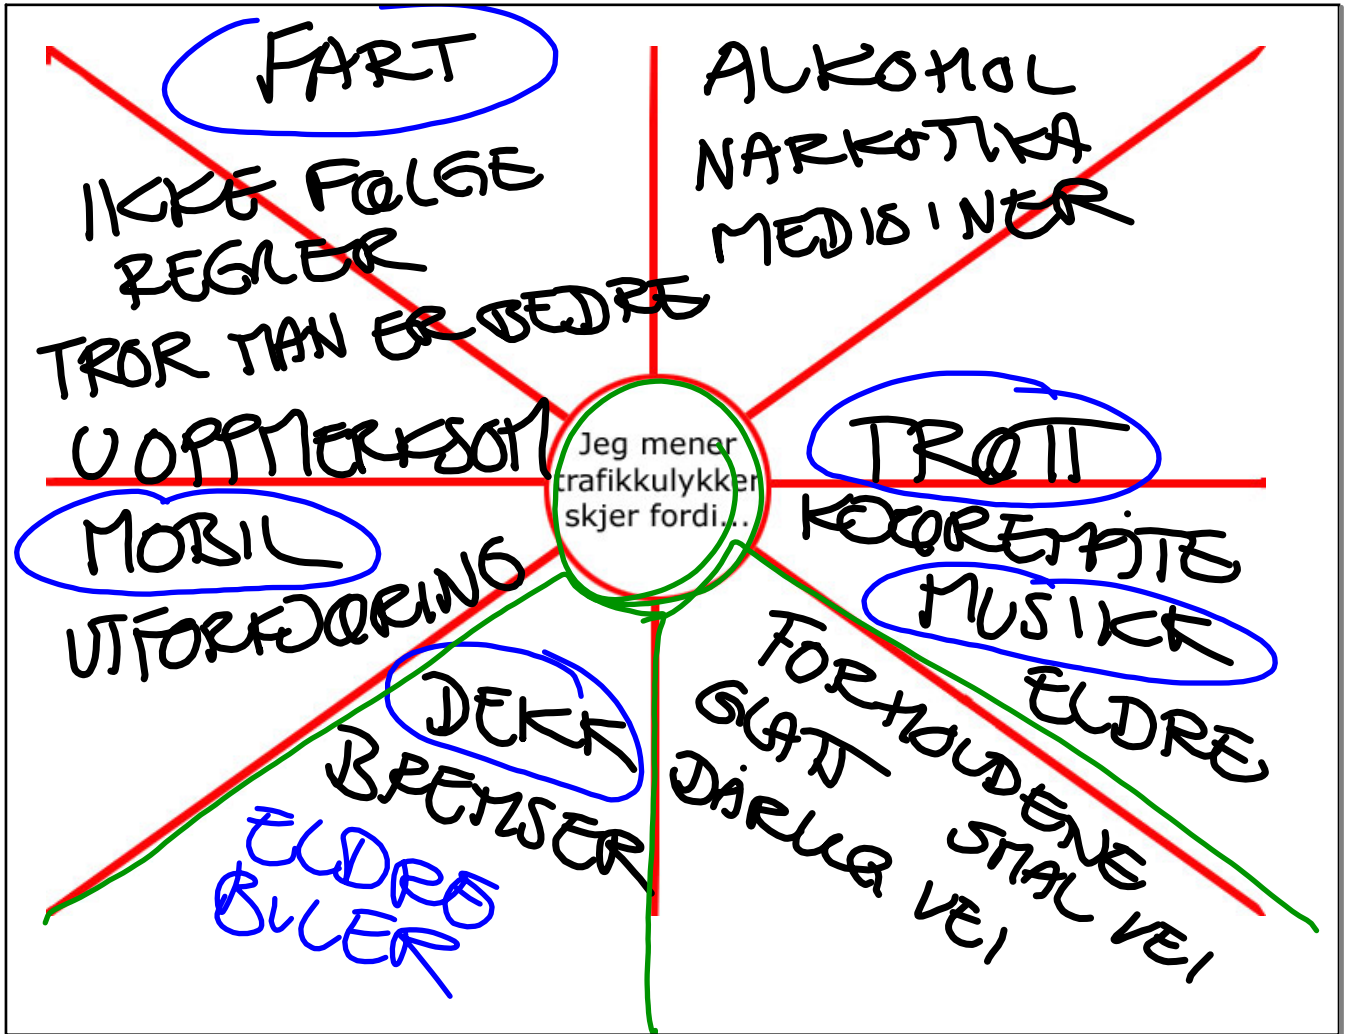 FART
IKKE FØLGE
REGLER
TROR MAN ER BEDRE
UOPPMERKSOM
MOBIL
UTFORKJØRING
ALKOHOL
NARKOTIKA
MEDISINER
Jeg mener
trafikkulykker
skjer fordi...
TRØTT
KJØREMÅTE
MUSIKK
ELDRE
DEKK
BREMSER
ELDRE
BILER
FORHOLDENE
GLATT
SMAL VEI
DÅRLIG VEI